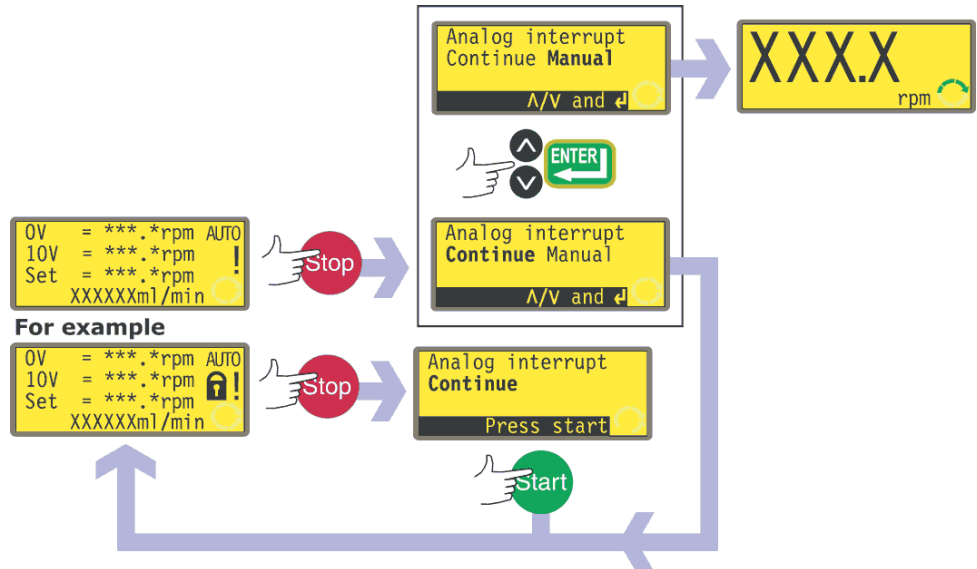 Analog interrupt
Continue Manual
∧/∨ and ↲
XXX.X
rpm
ENTER
0V = ***.*rpm AUTO
10V = ***.*rpm !
Set = ***.*rpm
XXXXXXml/min
Stop
Analog interrupt
Continue Manual
∧/∨ and ↲
For example
0V = ***.*rpm AUTO
10V = ***.*rpm !
Set = ***.*rpm
XXXXXXml/min
Stop
Analog interrupt
Continue
Press start
Start